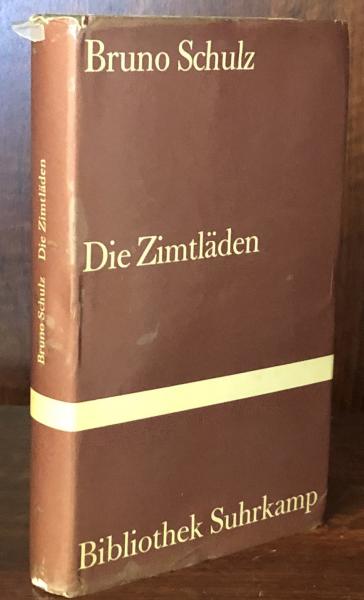 Bruno Schulz
Die Zimtläden
Bibliothek Suhrkamp
Bruno Schulz Die Zimtläden